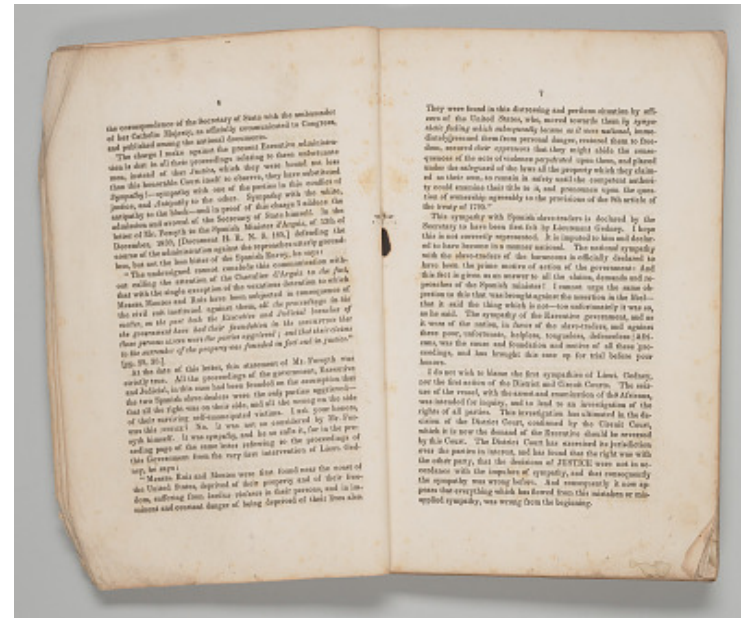 6
the correspondence of the Secretary of State with the ambassador
of her Catholic Majesty, as officially communicated to Congress,
and published among the national documents.
The charge I make against the present Executive administra-
tion is that in all their proceedings relating to these unfortunate
men, instead of that Justice, which they were bound not less
than this honorable Court itself to observe, they have substituted
Sympathy!—sympathy with one of the parties in this conflict of
justice, and Antipathy to the other. Sympathy with the white,
antipathy to the black—and in proof of this charge I adduce the
admission and avowal of the Secretary of State himself. In the
letter of Mr. Forsyth to the Spanish Minister d'Argaiz, of 13th of
December, 1839, [Document H. R. N. S. 185,] defending the
course of the administration against the reproaches utterly ground-
less, but not the less bitter of the Spanish Envoy, he says:
"The undersigned cannot conclude this communication with-
out calling the attention of the Chevalier d'Argaiz to the fact,
that with the single exception of the vexatious detention to which
Messrs. Montes and Ruiz have been subjected in consequence of
the civil suit instituted against them, all the proceedings in the
matter, on the part both the Executive and Judicial branches of
the government have had their foundation in the ASSUMPTION that
these persons ALONE were the parties aggrieved; and that their claims
to the surrender of the property was founded in fact and in justice."
At the date of this letter, this statement of Mr. Forsyth was
strictly true. All the proceedings of the government, Executive
and Judicial, in this case had been founded on the assumption that
the two Spanish slave-dealers were the only parties aggrieved—
that all the right was on their side, and all the wrong on the side
of their surviving self-emancipated victims. I ask your honors,
was this JUSTICE? No. It was not so considered by Mr. For-
syth himself. It was sympathy, and he so calls it, for in the pre-
ceding page of the same letter referring to the proceedings of
this Government from the very first intervention of Lieut. Ged-
ney, he says:
"Messrs. Ruiz and Montes were first found near the coast of
the United States, deprived of their property and of their free-
dom, suffering from lawless violence in their persons, and in im-
minent and constant danger of being deprived of their lives also.
7
They were found in this distressing and perilous situation by offi-
cers of the United States, who, moved towards them by sympa-
thetic feeling which subsequently became as it were national, imme-
diately rescued them from personal danger, restored them to free-
dom, secured their oppressors that they might abide the conse-
quences of the acts of violence perpetrated upon them, and placed
under the safeguard of the laws all the property which they claim-
ed as their own, to remain in safety until the competent authori-
ty could examine their title to it, and pronounce upon the ques-
tion of ownership agreeably to the provisions of the 9th article of
the treaty of 1795."
This sympathy with Spanish slave-traders is declared by the
Secretary to have been first felt by Lieutenant Gedney. I hope
this is not correctly represented. It is imputed to him and declar-
ed to have become in a manner national. The national sympathy
with the slave-traders of the barracoons is officially declared to
have been the prime motive of action of the government: And
this fact is given as an answer to all the claims, demands and re-
proaches of the Spanish minister! I cannot urge the same ob-
jection to this that was brought against the assertion in the libel—
that it said the thing which is not—too unfortunately it was so,
as he said. The sympathy of the Executive government, and as
it were of the nation, in favor of the slave-traders, and against
these poor, unfortunate, helpless, tongueless, defenceless Afri-
cans, was the cause and foundation and motive of all these pro-
ceedings, and has brought this case up for trial before your
honors.
I do not wish to blame the first sympathies of Lieut. Gedney,
nor the first action of the District and Circuit Courts. The seiz-
ure of the vessel, with the arrest and examination of the Africans,
was intended for inquiry, and to lead to an investigation of the
rights of all parties. This investigation has ultimated in the de-
cision of the District Court, confirmed by the Circuit Court,
which it is now the demand of the Executive should be reversed
by this Court. The District Court has exercised its jurisdiction
over the parties in interest, and has found that the right was with
the other party, that the decisions of JUSTICE were not in ac-
cordance with the impulses of sympathy, and that consequently
the sympathy was wrong before. And consequently it now ap-
pears that everything which has flowed from this mistaken or mis-
applied sympathy, was wrong from the beginning.